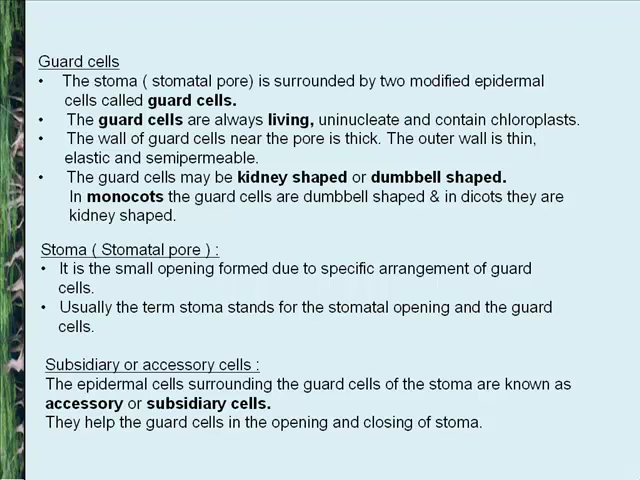 Guard cells
• The stoma ( stomatal pore) is surrounded by two modified epidermal
cells called guard cells.
• The guard cells are always living, uninucleate and contain chloroplasts.
• The wall of guard cells near the pore is thick. The outer wall is thin,
elastic and semipermeable.
• The guard cells may be kidney shaped or dumbbell shaped.
In monocots the guard cells are dumbbell shaped & in dicots they are
kidney shaped.
Stoma ( Stomatal pore ) :
• It is the small opening formed due to specific arrangement of guard
cells.
• Usually the term stoma stands for the stomatal opening and the guard
cells.
Subsidiary or accessory cells :
The epidermal cells surrounding the guard cells of the stoma are known as
accessory or subsidiary cells.
They help the guard cells in the opening and closing of stoma.